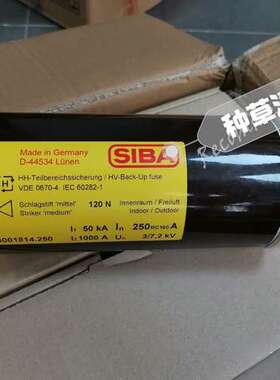 Made in Germany
D-44534 Lünen
SIBA
HH-Teilbereichssicherung / HV-Back-Up fuse
VDE 0670-4 IEC 60282-1
Schlagstift 'mittel' 120 N Innenraum / Freiluft
Striker 'medium' Indoor / Outdoor
I₁ 50 kA Iₙ 250 RC160 A
001814.250 I₃ 1000 A Uₙ 3/7,2 kV
种草